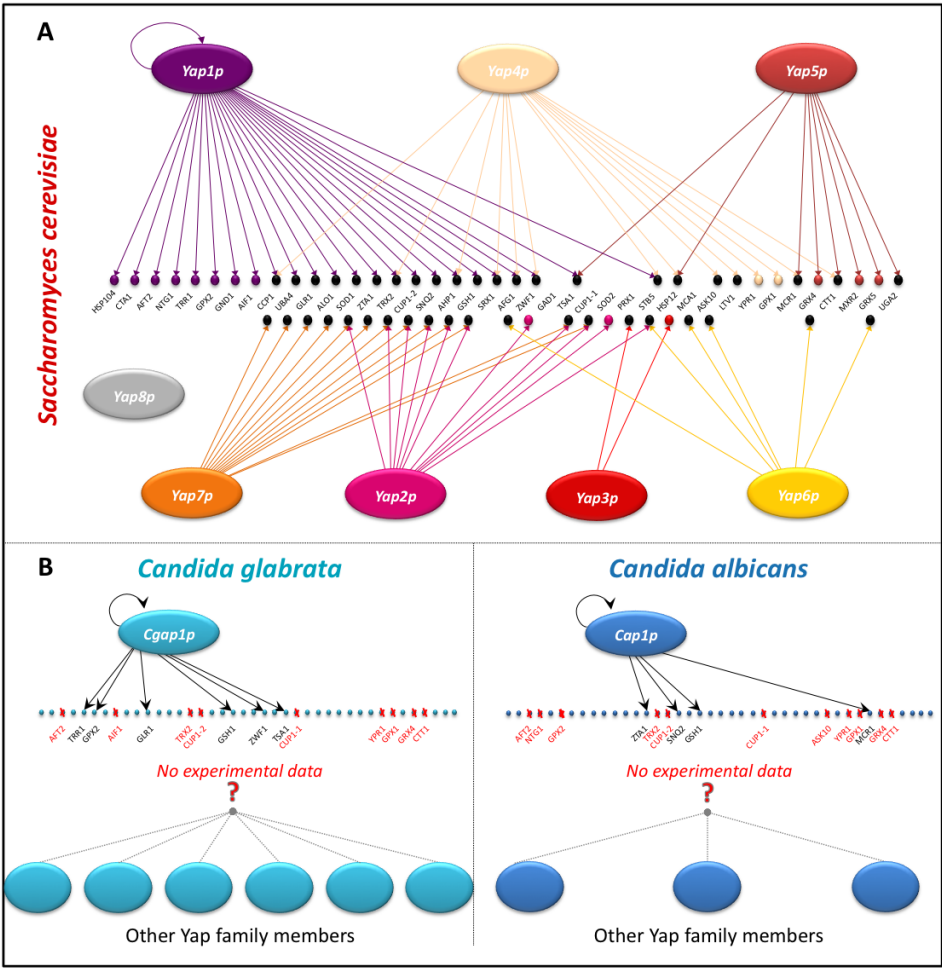 A
Saccharomyces cerevisiae
Yap1p
Yap4p
Yap5p
HSP104
CTA1
AFT2
NTG1
TRR1
GPX2
GND1
AIF1
CCP1
UBA4
GLR1
ALO1
SOD1
ZTA1
TRX2
CUP1-2
SNQ2
AHP1
GSH1
SRX1
AFG1
ZWF1
GAD1
TSA1
CUP1-1
SOD2
PRX1
STB5
HSP12
MCA1
ASK10
LTV1
YPR1
GPX1
MCR1
GRX4
CTT1
MXR2
GRX5
UGA2
Yap8p
Yap7p
Yap2p
Yap3p
Yap6p
B
Candida glabrata
Cgap1p
AFT2
TRR1
GPX2
AIF1
GLR1
TRX2
CUP1-2
GSH1
ZWF1
TSA1
CUP1-1
YPR1
GPX1
GRX4
CTT1
No experimental data
?
Other Yap family members
Candida albicans
Cap1p
AFT2
NTG1
GPX2
ZTA1
TRX2
CUP1-2
SNQ2
GSH1
CUP1-1
ASK10
YPR1
GPX1
MCR1
GRX4
CTT1
No experimental data
?
Other Yap family members